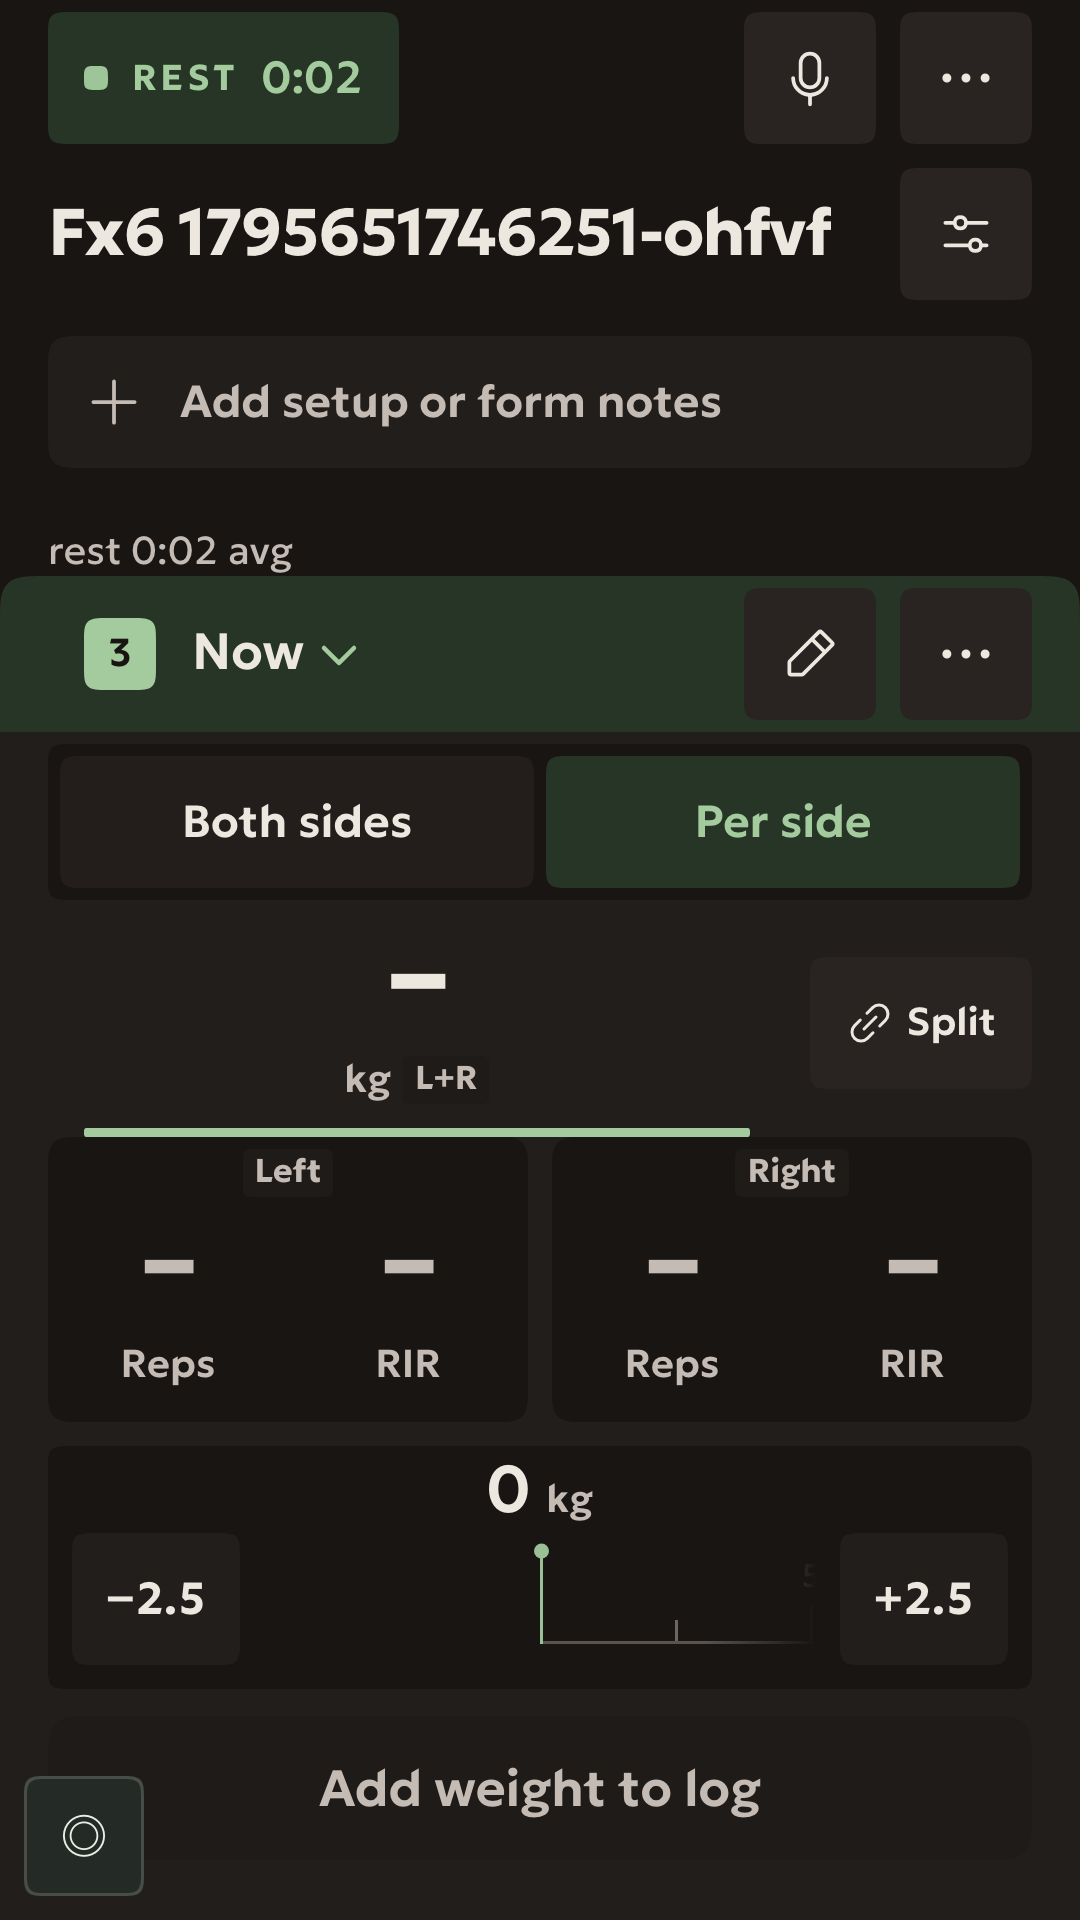 REST 0:02
Fx6 1795651746251-ohfvf
Add setup or form notes
rest 0:02 avg
3 Now
Both sides Per side
–
kg L+R
Split
Left Right
– – – –
Reps RIR Reps RIR
0 kg
−2.5 5 +2.5
Add weight to log